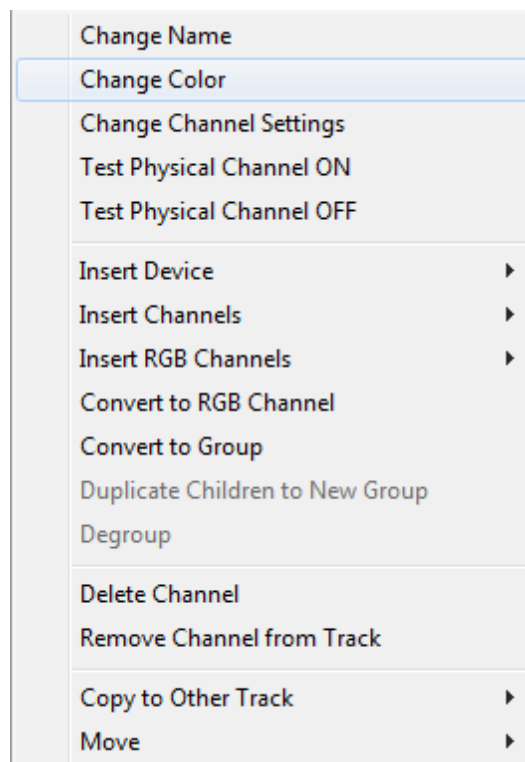 Change Name
Change Color
Change Channel Settings
Test Physical Channel ON
Test Physical Channel OFF
Insert Device
Insert Channels
Insert RGB Channels
Convert to RGB Channel
Convert to Group
Duplicate Children to New Group
Degroup
Delete Channel
Remove Channel from Track
Copy to Other Track
Move